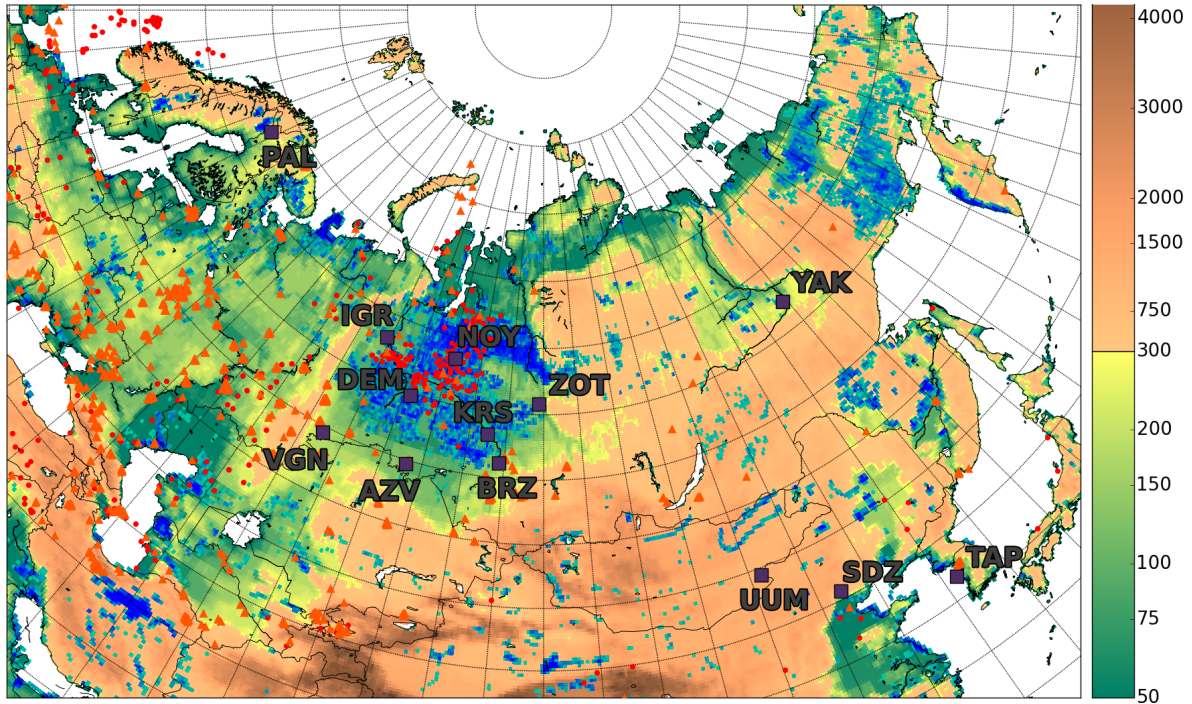 4000
3000
PAL
2000
YAK
1500
IGR
NOY
750
300
DEM
ZOT
KRS
200
VGN
AZV
BRZ
150
100
TAP
SDZ
UUM
75
50